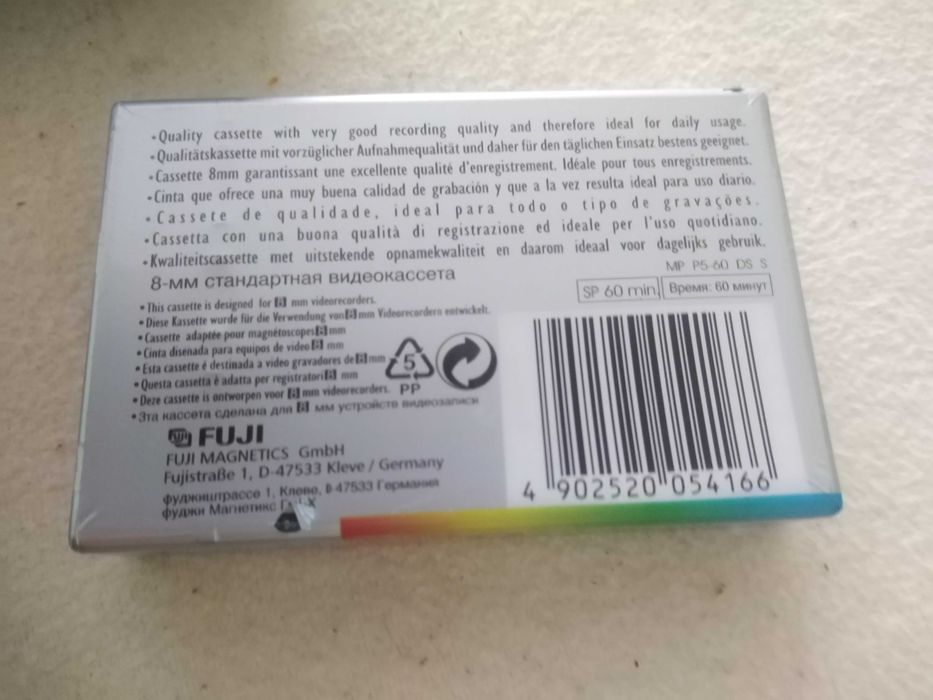 •Quality cassette with very good recording quality and therefore ideal for daily usage.
•Qualitätskassette mit vorzüglicher Aufnahmequalität und daher für den täglichen Einsatz bestens geeignet.
•Cassette 8mm garantissant une excellente qualité d'enregistrement. Idéale pour tous enregistrements.
•Cinta que ofrece una muy buena calidad de grabación y que a la vez resulta ideal para uso diario.
•Cassete de qualidade, ideal para todo o tipo de gravações.
•Cassetta con una buona qualità di registrazione ed ideale per l'uso quotidiano.
•Kwaliteitscassette met uitstekende opnamekwaliteit en daarom ideaal voor dagelijks gebruik.
8-мм стандартная видеокассета
MP P5-60 DS S
SP 60 min Время: 60 минут
•This cassette is designed for 8 mm videorecorders.
•Diese Kassette wurde für die Verwendung von 8 mm Videorecordern entwickelt.
•Cassette adaptée pour magnétoscopes 8 mm
•Cinta disenada para equipos de video 8 mm
•Esta cassette é destinada a video gravadores de 8 mm
•Questa cassetta è adatta per registratori 8 mm
•Deze cassette is ontworpen voor 8 mm videorecorders.
•Эта кассета сделана для 8 мм устройств видеозаписи
5
PP
FUJI FUJI
FUJI MAGNETICS GmbH
Fujistraße 1, D-47533 Kleve / Germany
фуджиштрассе 1, Клеве, D 47533 Германия
фуджи Магнетикс
4 902520 054166